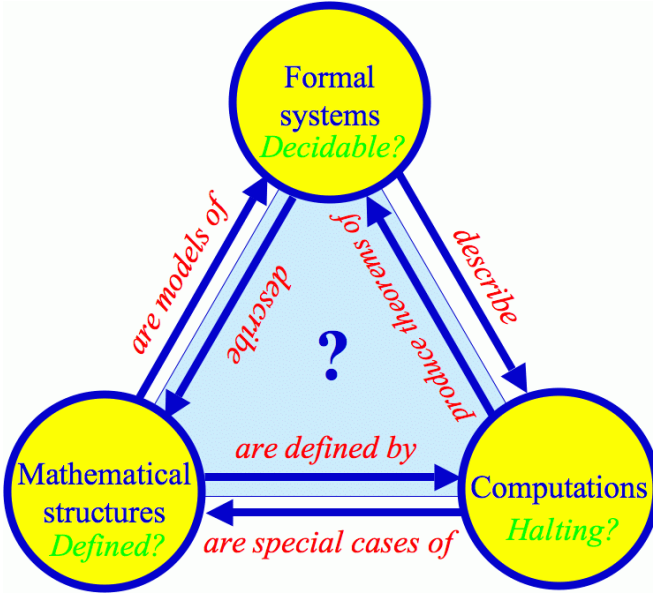 Formal
systems
Decidable?
are models of
describe
produce theorems of
describe
?
Mathematical
structures
Defined?
are defined by
are special cases of
Computations
Halting?